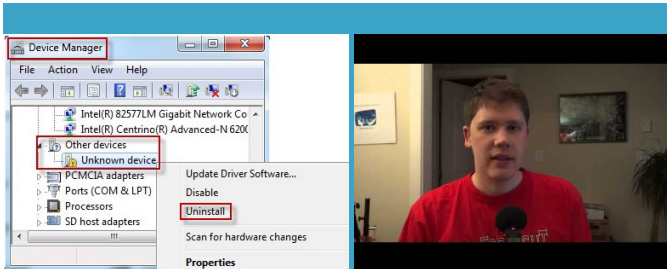 Device Manager
File Action View Help
Intel(R) 82577LM Gigabit Network Co
Intel(R) Centrino(R) Advanced-N 620(
Other devices
Unknown device
PCMCIA adapters
Ports (COM & LPT)
Processors
SD host adapters
Update Driver Software...
Disable
Uninstall
Scan for hardware changes
Properties